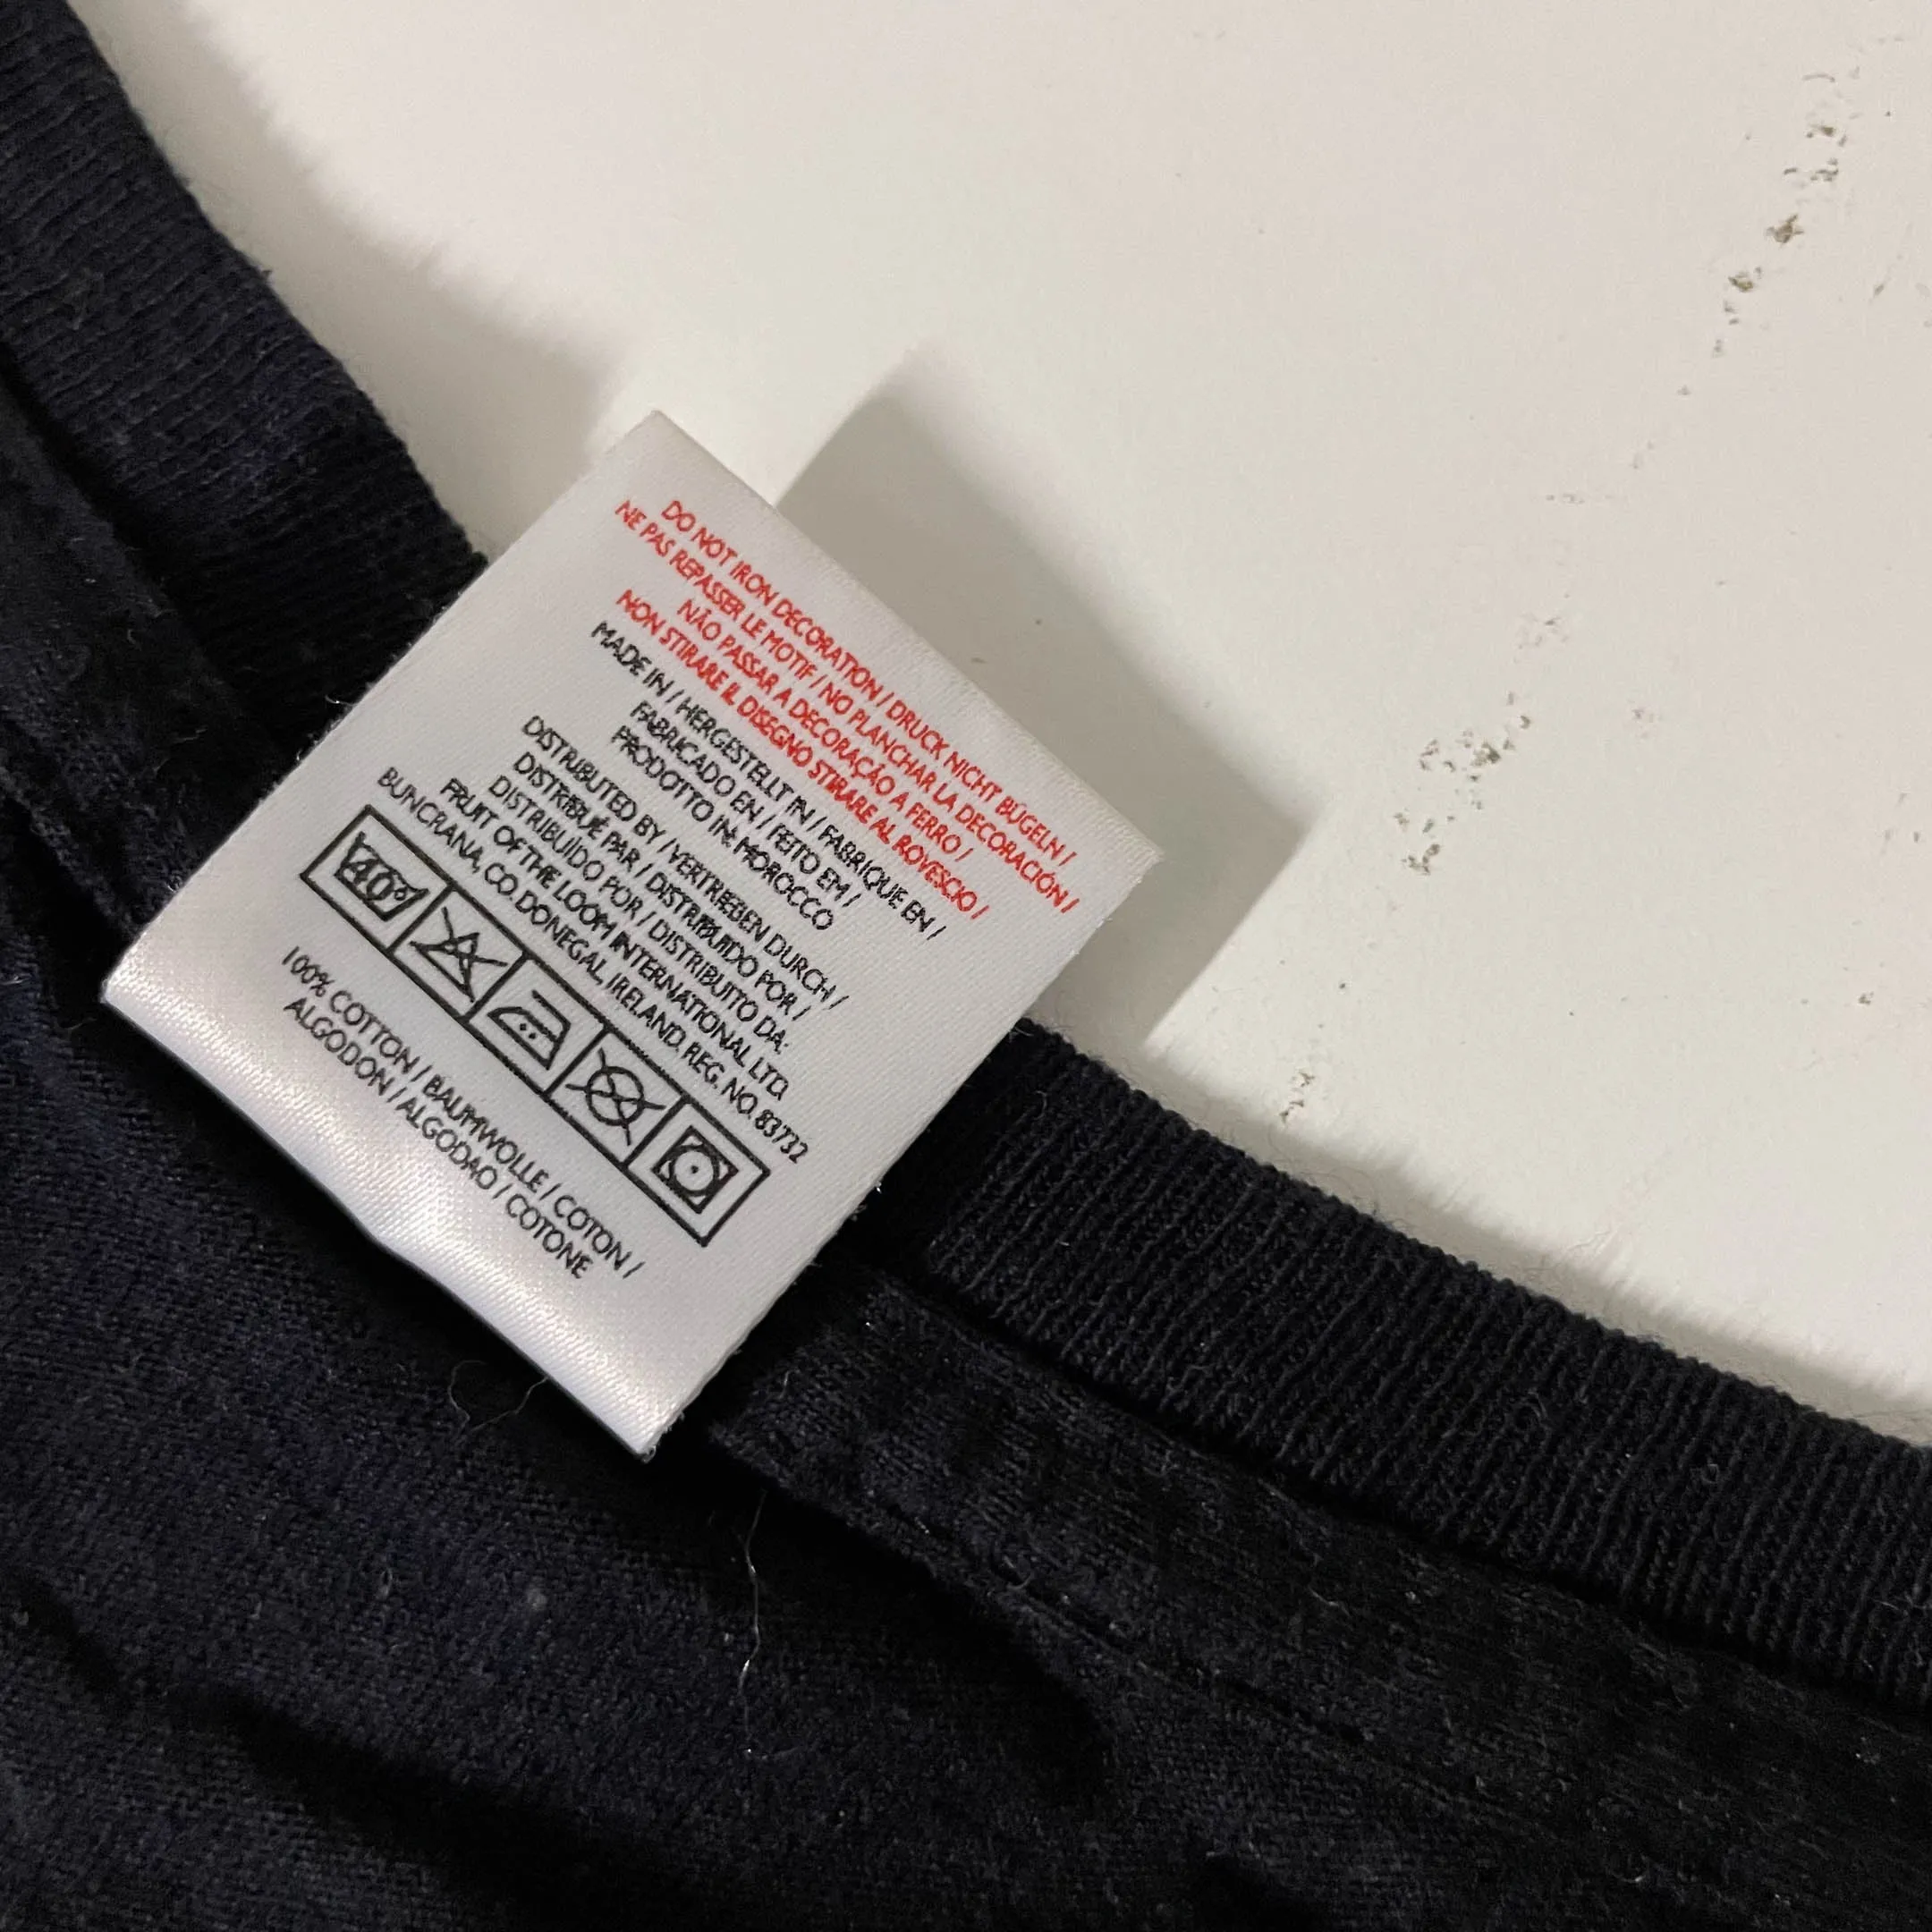 DO NOT IRON DECORATION / DRUCK NICHT BÜGELN /
NE PAS REPASSER LE MOTIF / NO PLANCHAR LA DECORACIÓN /
NÃO PASSAR A DECORAÇÃO A FERRO /
NON STIRARE IL DISEGNO STIRARE AL ROVESCIO /
MADE IN / HERGESTELLT IN / FABRIQUE EN /
FABRICADO EN / FEITO EM /
PRODOTTO IN: MOROCCO
DISTRIBUTED BY / VERTRIEBEN DURCH /
DISTRIBUÉ PAR / DISTRIBUIDO POR /
DISTRIBUÍDO POR / DISTRIBUITO DA:
FRUIT OF THE LOOM INTERNATIONAL LTD.
BUNCRANA, CO. DONEGAL, IRELAND. REG. NO. 83732
40°
100% COTTON / BAUMWOLLE / COTON /
ALGODON / ALGODAO / COTONE